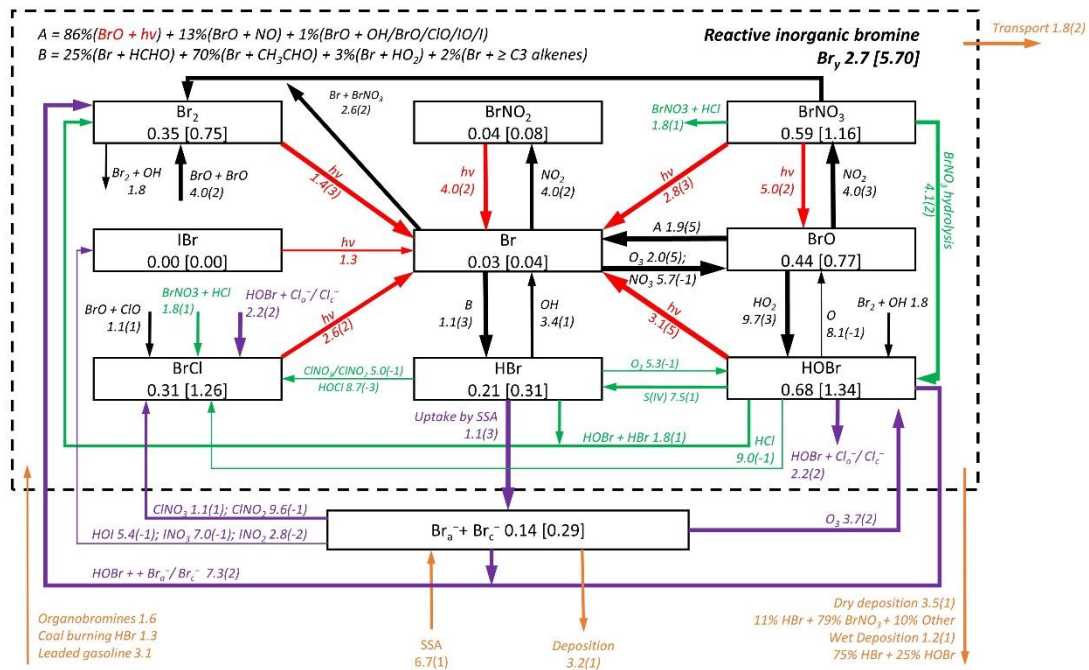 A = 86%(BrO + hν) + 13%(BrO + NO) + 1%(BrO + OH/BrO/ClO/IO/I)
B = 25%(Br + HCHO) + 70%(Br + CH₃CHO) + 3%(Br + HO₂) + 2%(Br + ≥ C3 alkenes)
Reactive inorganic bromine
Brᵧ 2.7 [5.70]
Transport 1.8(2)
Br₂
0.35 [0.75]
Br + BrNO₃
2.6(2)
BrNO₂
0.04 [0.08]
BrNO3 + HCl
1.8(1)
BrNO₃
0.59 [1.16]
Br₂ + OH
1.8
BrO + BrO
4.0(2)
hν
1.4(3)
hν
4.0(2)
NO₂
4.0(2)
hν
2.8(3)
hν
5.0(2)
NO₂
4.0(3)
BrNO₃ hydrolysis
4.1(2)
IBr
0.00 [0.00]
hν
1.3
Br
0.03 [0.04]
A 1.9(5)
O₃ 2.0(5);
NO₃ 5.7(-1)
BrO
0.44 [0.77]
BrO + ClO
1.1(1)
BrNO3 + HCl
1.8(1)
HOBr + Clₐ⁻/ Cl꜀⁻
2.2(2)
hν
2.6(2)
B
1.1(3)
OH
3.4(1)
hν
3.1(5)
HO₂
9.7(3)
O
8.1(-1)
Br₂ + OH 1.8
BrCl
0.31 [1.26]
ClNO₃/ClNO₂ 5.0(-1)
HOCl 8.7(-3)
HBr
0.21 [0.31]
O₂ 5.3(-1)
S(IV) 7.5(1)
HOBr
0.68 [1.34]
Uptake by SSA
1.1(3)
HOBr + HBr 1.8(1)
HCl
9.0(-1)
HOBr + Clₐ⁻/ Cl꜀⁻
2.2(2)
ClNO₃ 1.1(1); ClNO₂ 9.6(-1)
HOI 5.4(-1); INO₃ 7.0(-1); INO₂ 2.8(-2)
Brₐ⁻+ Br꜀⁻ 0.14 [0.29]
O₃ 3.7(2)
HOBr + + Brₐ⁻/ Br꜀⁻ 7.3(2)
Organobromines 1.6
Coal burning HBr 1.3
Leaded gasoline 3.1
SSA
6.7(1)
Deposition
3.2(1)
Dry deposition 3.5(1)
11% HBr + 79% BrNO₃ + 10% Other
Wet Deposition 1.2(1)
75% HBr + 25% HOBr